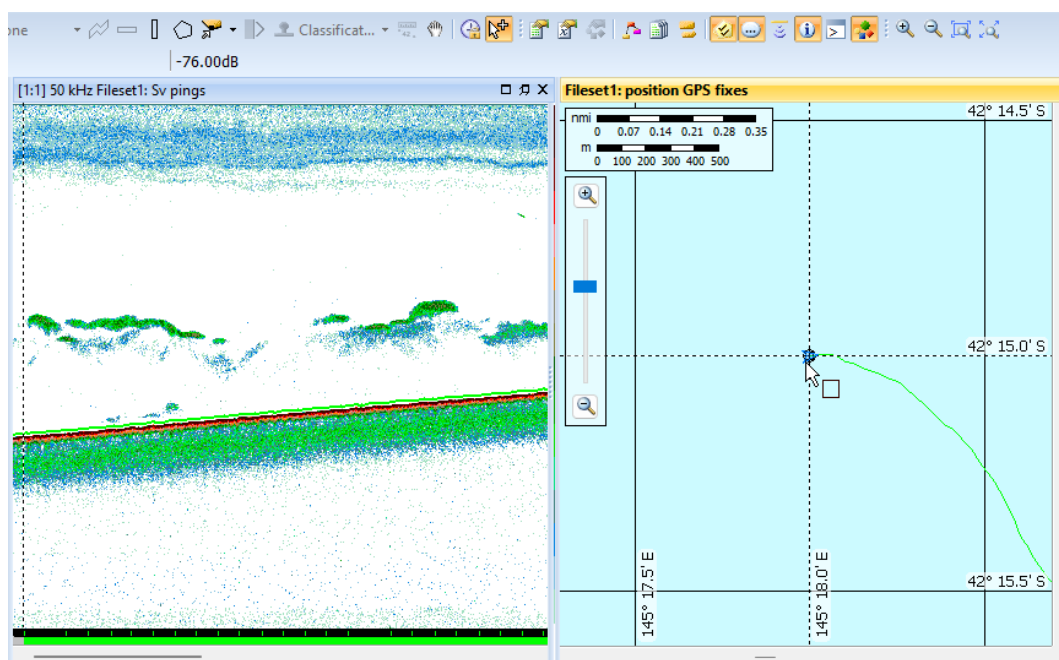 one
Classificat...
-76.00dB
[1:1] 50 kHz Fileset1: Sv pings
Fileset1: position GPS fixes
nmi
0 0.07 0.14 0.21 0.28 0.35
m
0 100 200 300 400 500
42° 14.5' S
42° 15.0' S
42° 15.5' S
145° 17.5' E
145° 18.0' E